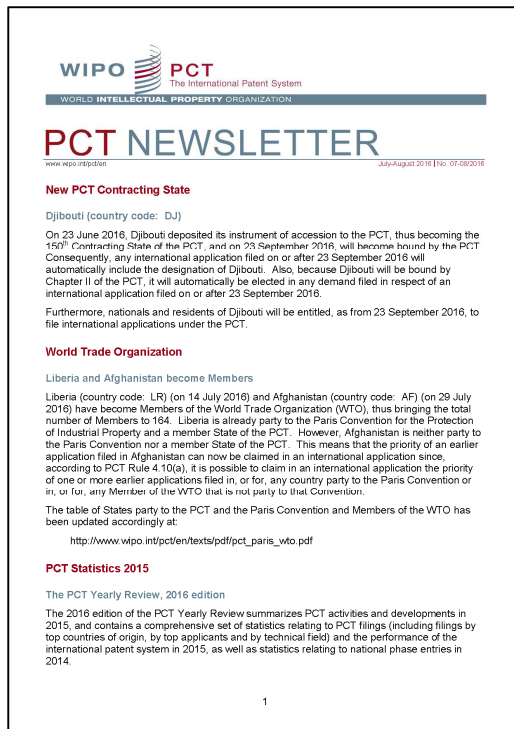 WIPO PCT
The International Patent System
WORLD INTELLECTUAL PROPERTY ORGANIZATION
PCT NEWSLETTER
www.wipo.int/pct/en July-August 2016 | No. 07-08/2016
New PCT Contracting State
Djibouti (country code: DJ)
On 23 June 2016, Djibouti deposited its instrument of accession to the PCT, thus becoming the
150th Contracting State of the PCT, and on 23 September 2016, will become bound by the PCT
Consequently, any international application filed on or after 23 September 2016 will
automatically include the designation of Djibouti. Also, because Djibouti will be bound by
Chapter II of the PCT, it will automatically be elected in any demand filed in respect of an
international application filed on or after 23 September 2016.
Furthermore, nationals and residents of Djibouti will be entitled, as from 23 September 2016, to
file international applications under the PCT.
World Trade Organization
Liberia and Afghanistan become Members
Liberia (country code: LR) (on 14 July 2016) and Afghanistan (country code: AF) (on 29 July
2016) have become Members of the World Trade Organization (WTO), thus bringing the total
number of Members to 164. Liberia is already party to the Paris Convention for the Protection
of Industrial Property and a member State of the PCT. However, Afghanistan is neither party to
the Paris Convention nor a member State of the PCT. This means that the priority of an earlier
application filed in Afghanistan can now be claimed in an international application since,
according to PCT Rule 4.10(a), it is possible to claim in an international application the priority
of one or more earlier applications filed in, or for, any country party to the Paris Convention or
in, or for, any Member of the WTO that is not party to that Convention.
The table of States party to the PCT and the Paris Convention and Members of the WTO has
been updated accordingly at:
http://www.wipo.int/pct/en/texts/pdf/pct_paris_wto.pdf
PCT Statistics 2015
The PCT Yearly Review, 2016 edition
The 2016 edition of the PCT Yearly Review summarizes PCT activities and developments in
2015, and contains a comprehensive set of statistics relating to PCT filings (including filings by
top countries of origin, by top applicants and by technical field) and the performance of the
international patent system in 2015, as well as statistics relating to national phase entries in
2014.
1